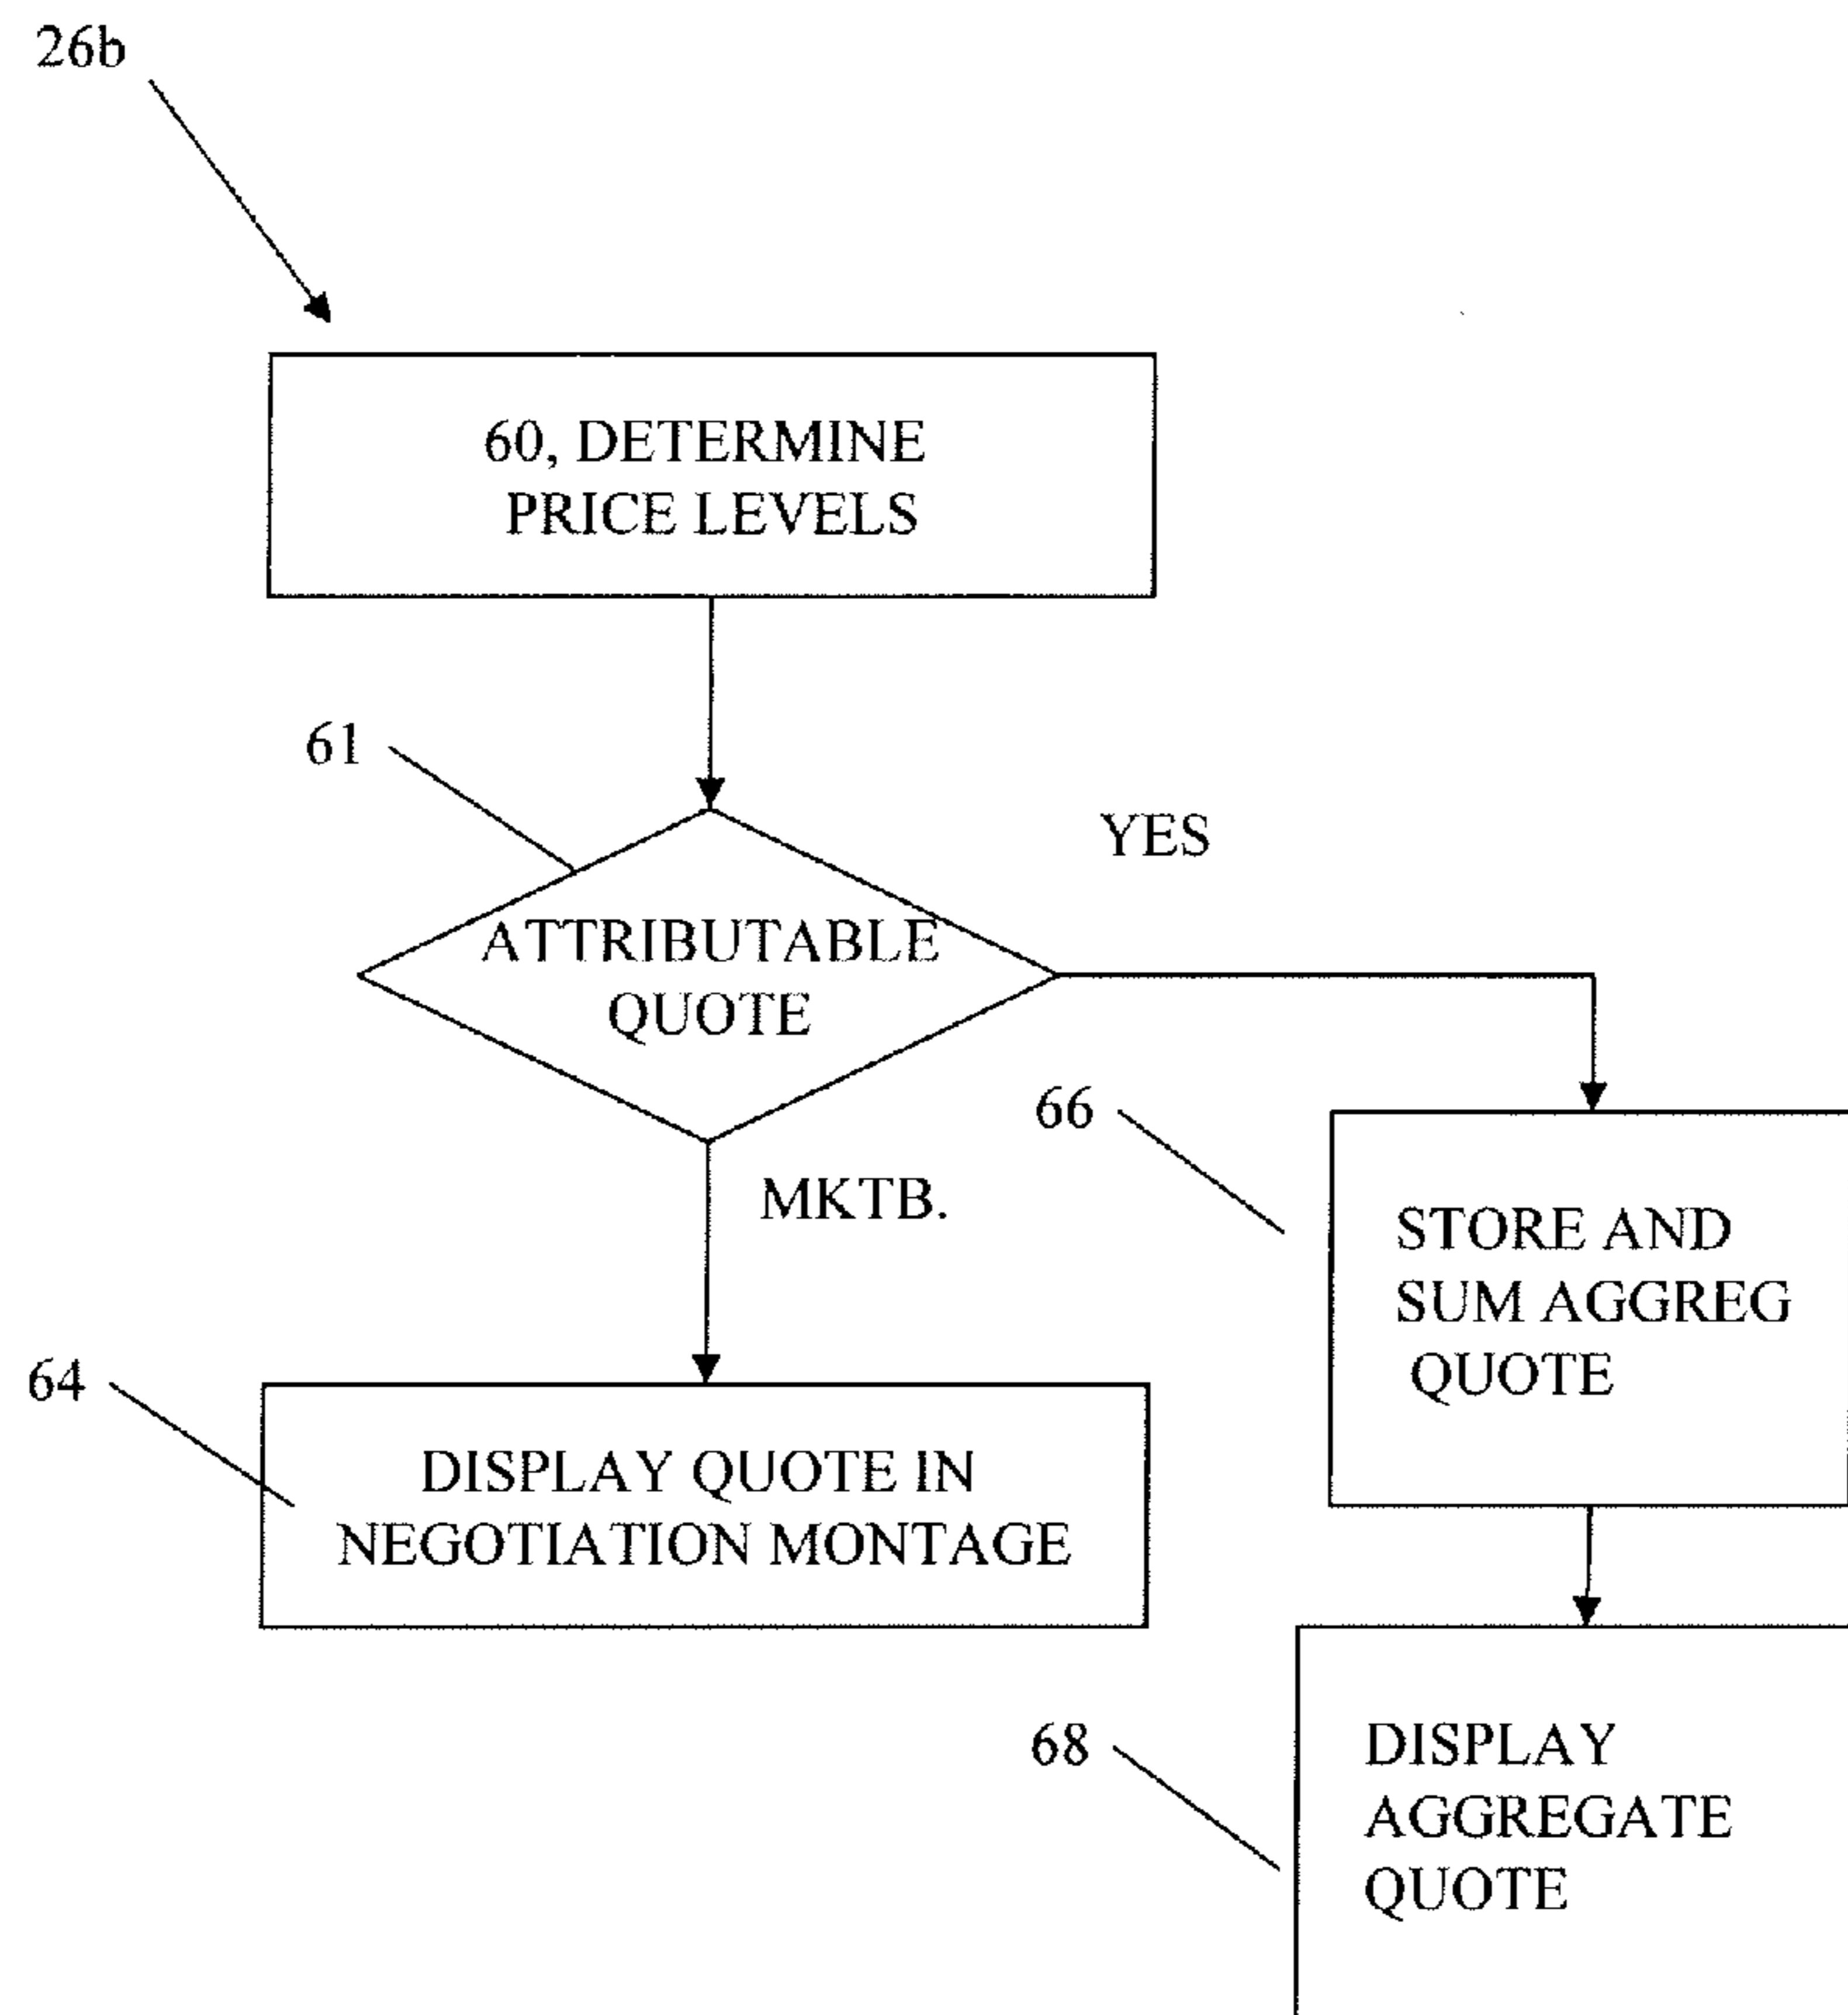 26b
60, DETERMINE
PRICE LEVELS
61
YES
ATTRIBUTABLE
QUOTE
66
MKTB.
STORE AND
SUM AGGREG
QUOTE
64
DISPLAY QUOTE IN
NEGOTIATION MONTAGE
68
DISPLAY
AGGREGATE
QUOTE